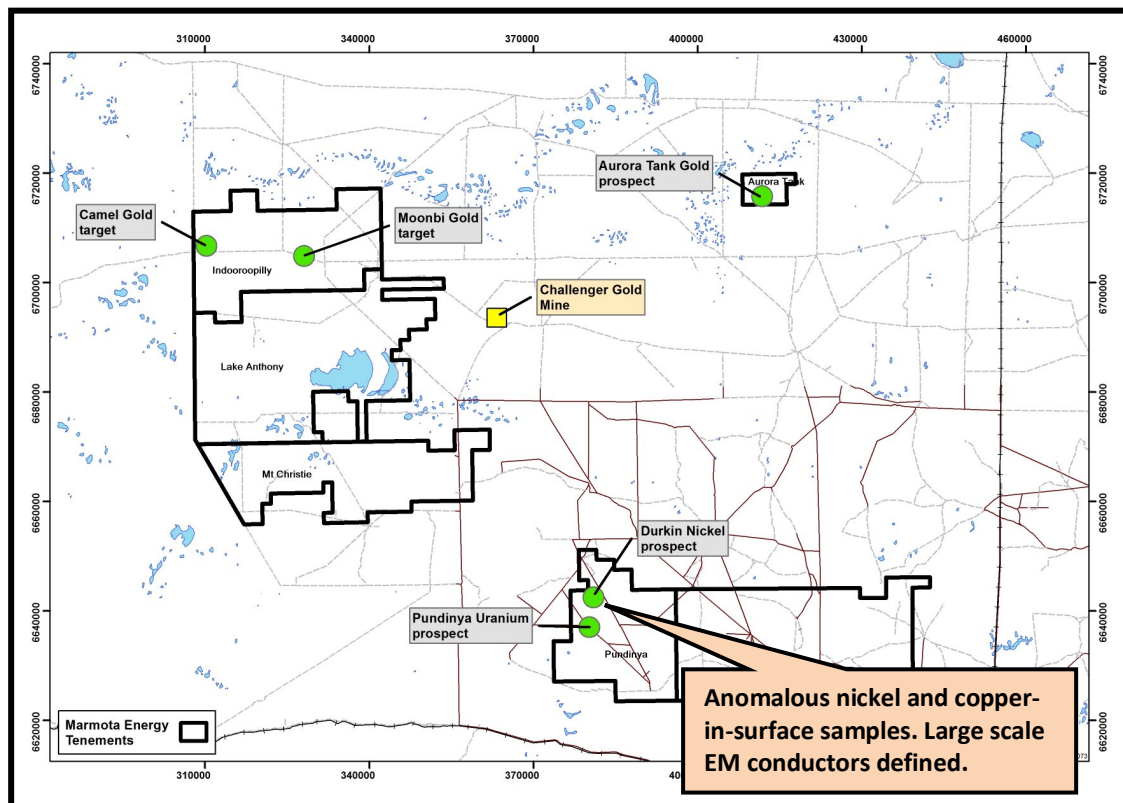 310000
340000
370000
400000
430000
460000
6740000
6740000
6720000
6720000
Aurora Tank Gold
prospect
Aurora Tank
Camel Gold
target
Moonbi Gold
target
Indooroopilly
6700000
6700000
Challenger Gold
Mine
Lake Anthony
6680000
6680000
Mt Christie
6660000
6660000
Durkin Nickel
prospect
6640000
6640000
Pundinya Uranium
prospect
Pundinya
Anomalous nickel and copper-
in-surface samples. Large scale
EM conductors defined.
Marmota Energy
Tenements
6620000
6620000
310000
340000
370000